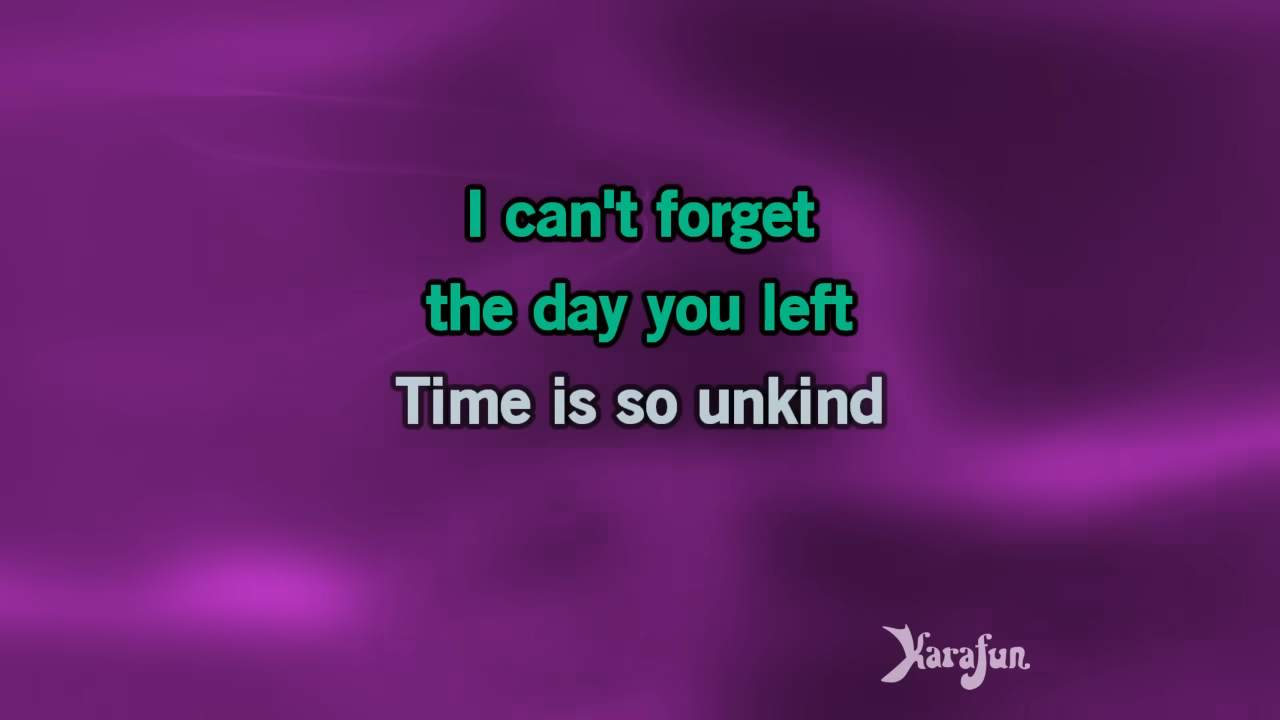 I can't forget
the day you left
Time is so unkind
Karafun